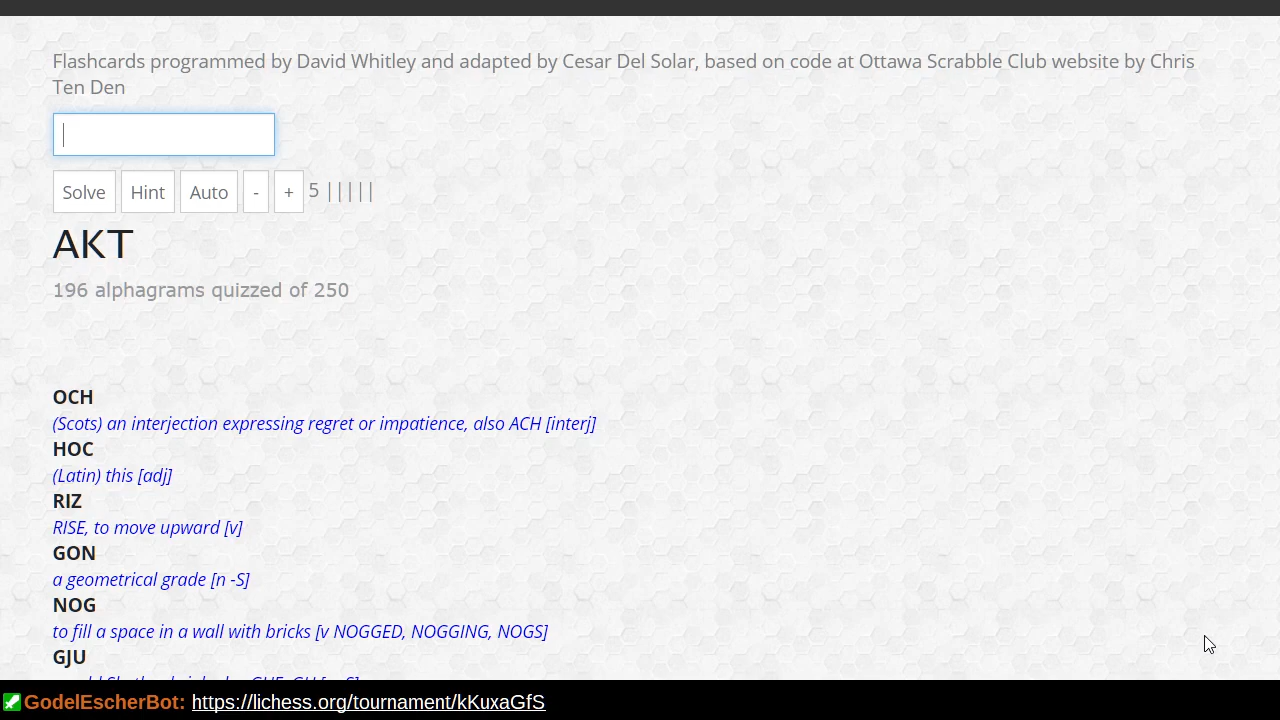 Flashcards programmed by David Whitley and adapted by Cesar Del Solar, based on code at Ottawa Scrabble Club website by Chris
Ten Den
Solve Hint Auto - + 5 |||||
AKT
196 alphagrams quizzed of 250
OCH
(Scots) an interjection expressing regret or impatience, also ACH [interj]
HOC
(Latin) this [adj]
RIZ
RISE, to move upward [v]
GON
a geometrical grade [n -S]
NOG
to fill a space in a wall with bricks [v NOGGED, NOGGING, NOGS]
GJU
GodelEscherBot: https://lichess.org/tournament/kKuxaGfS